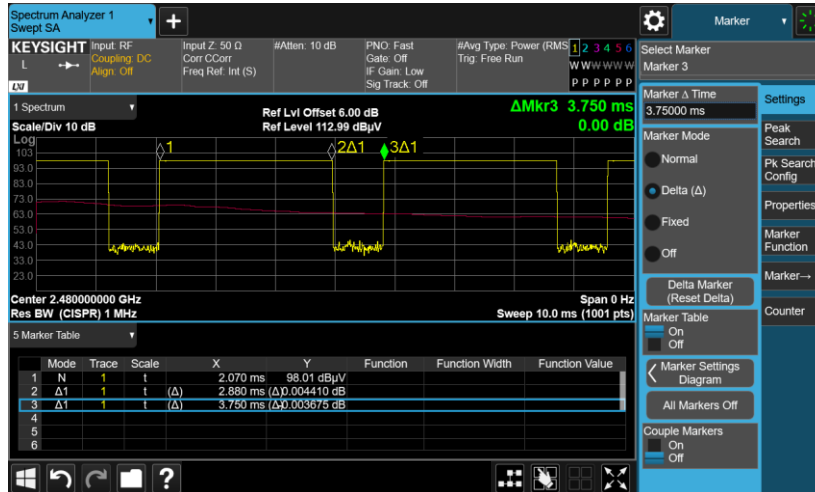 Spectrum Analyzer 1
Swept SA
Marker
KEYSIGHT
L
LXI
Input: RF
Coupling: DC
Align: Off
Input Z: 50 Ω
Corr CCorr
Freq Ref: Int (S)
#Atten: 10 dB
PNO: Fast
Gate: Off
IF Gain: Low
Sig Track: Off
#Avg Type: Power (RMS
Trig: Free Run
1 2 3 4 5 6
W W W W W W
P P P P P P
Select Marker
Marker 3
1 Spectrum
Scale/Div 10 dB
Log
Ref Lvl Offset 6.00 dB
Ref Level 112.99 dBµV
ΔMkr3 3.750 ms
0.00 dB
103
93.0
83.0
73.0
63.0
53.0
43.0
33.0
23.0
1
2Δ1
3Δ1
Center 2.480000000 GHz
Res BW (CISPR) 1 MHz
Span 0 Hz
Sweep 10.0 ms (1001 pts)
5 Marker Table
Mode Trace Scale X Y Function Function Width Function Value
1 N 1 t 2.070 ms 98.01 dBµV
2 Δ1 1 t (Δ) 2.880 ms (Δ) 0.004410 dB
3 Δ1 1 t (Δ) 3.750 ms (Δ) -0.003675 dB
4
5
6
Marker Δ Time
3.75000 ms
Marker Mode
Normal
Delta (Δ)
Fixed
Off
Delta Marker
(Reset Delta)
Marker Table
On
Off
Marker Settings
Diagram
All Markers Off
Couple Markers
On
Off
Settings
Peak
Search
Pk Search
Config
Properties
Marker
Function
Marker→
Counter